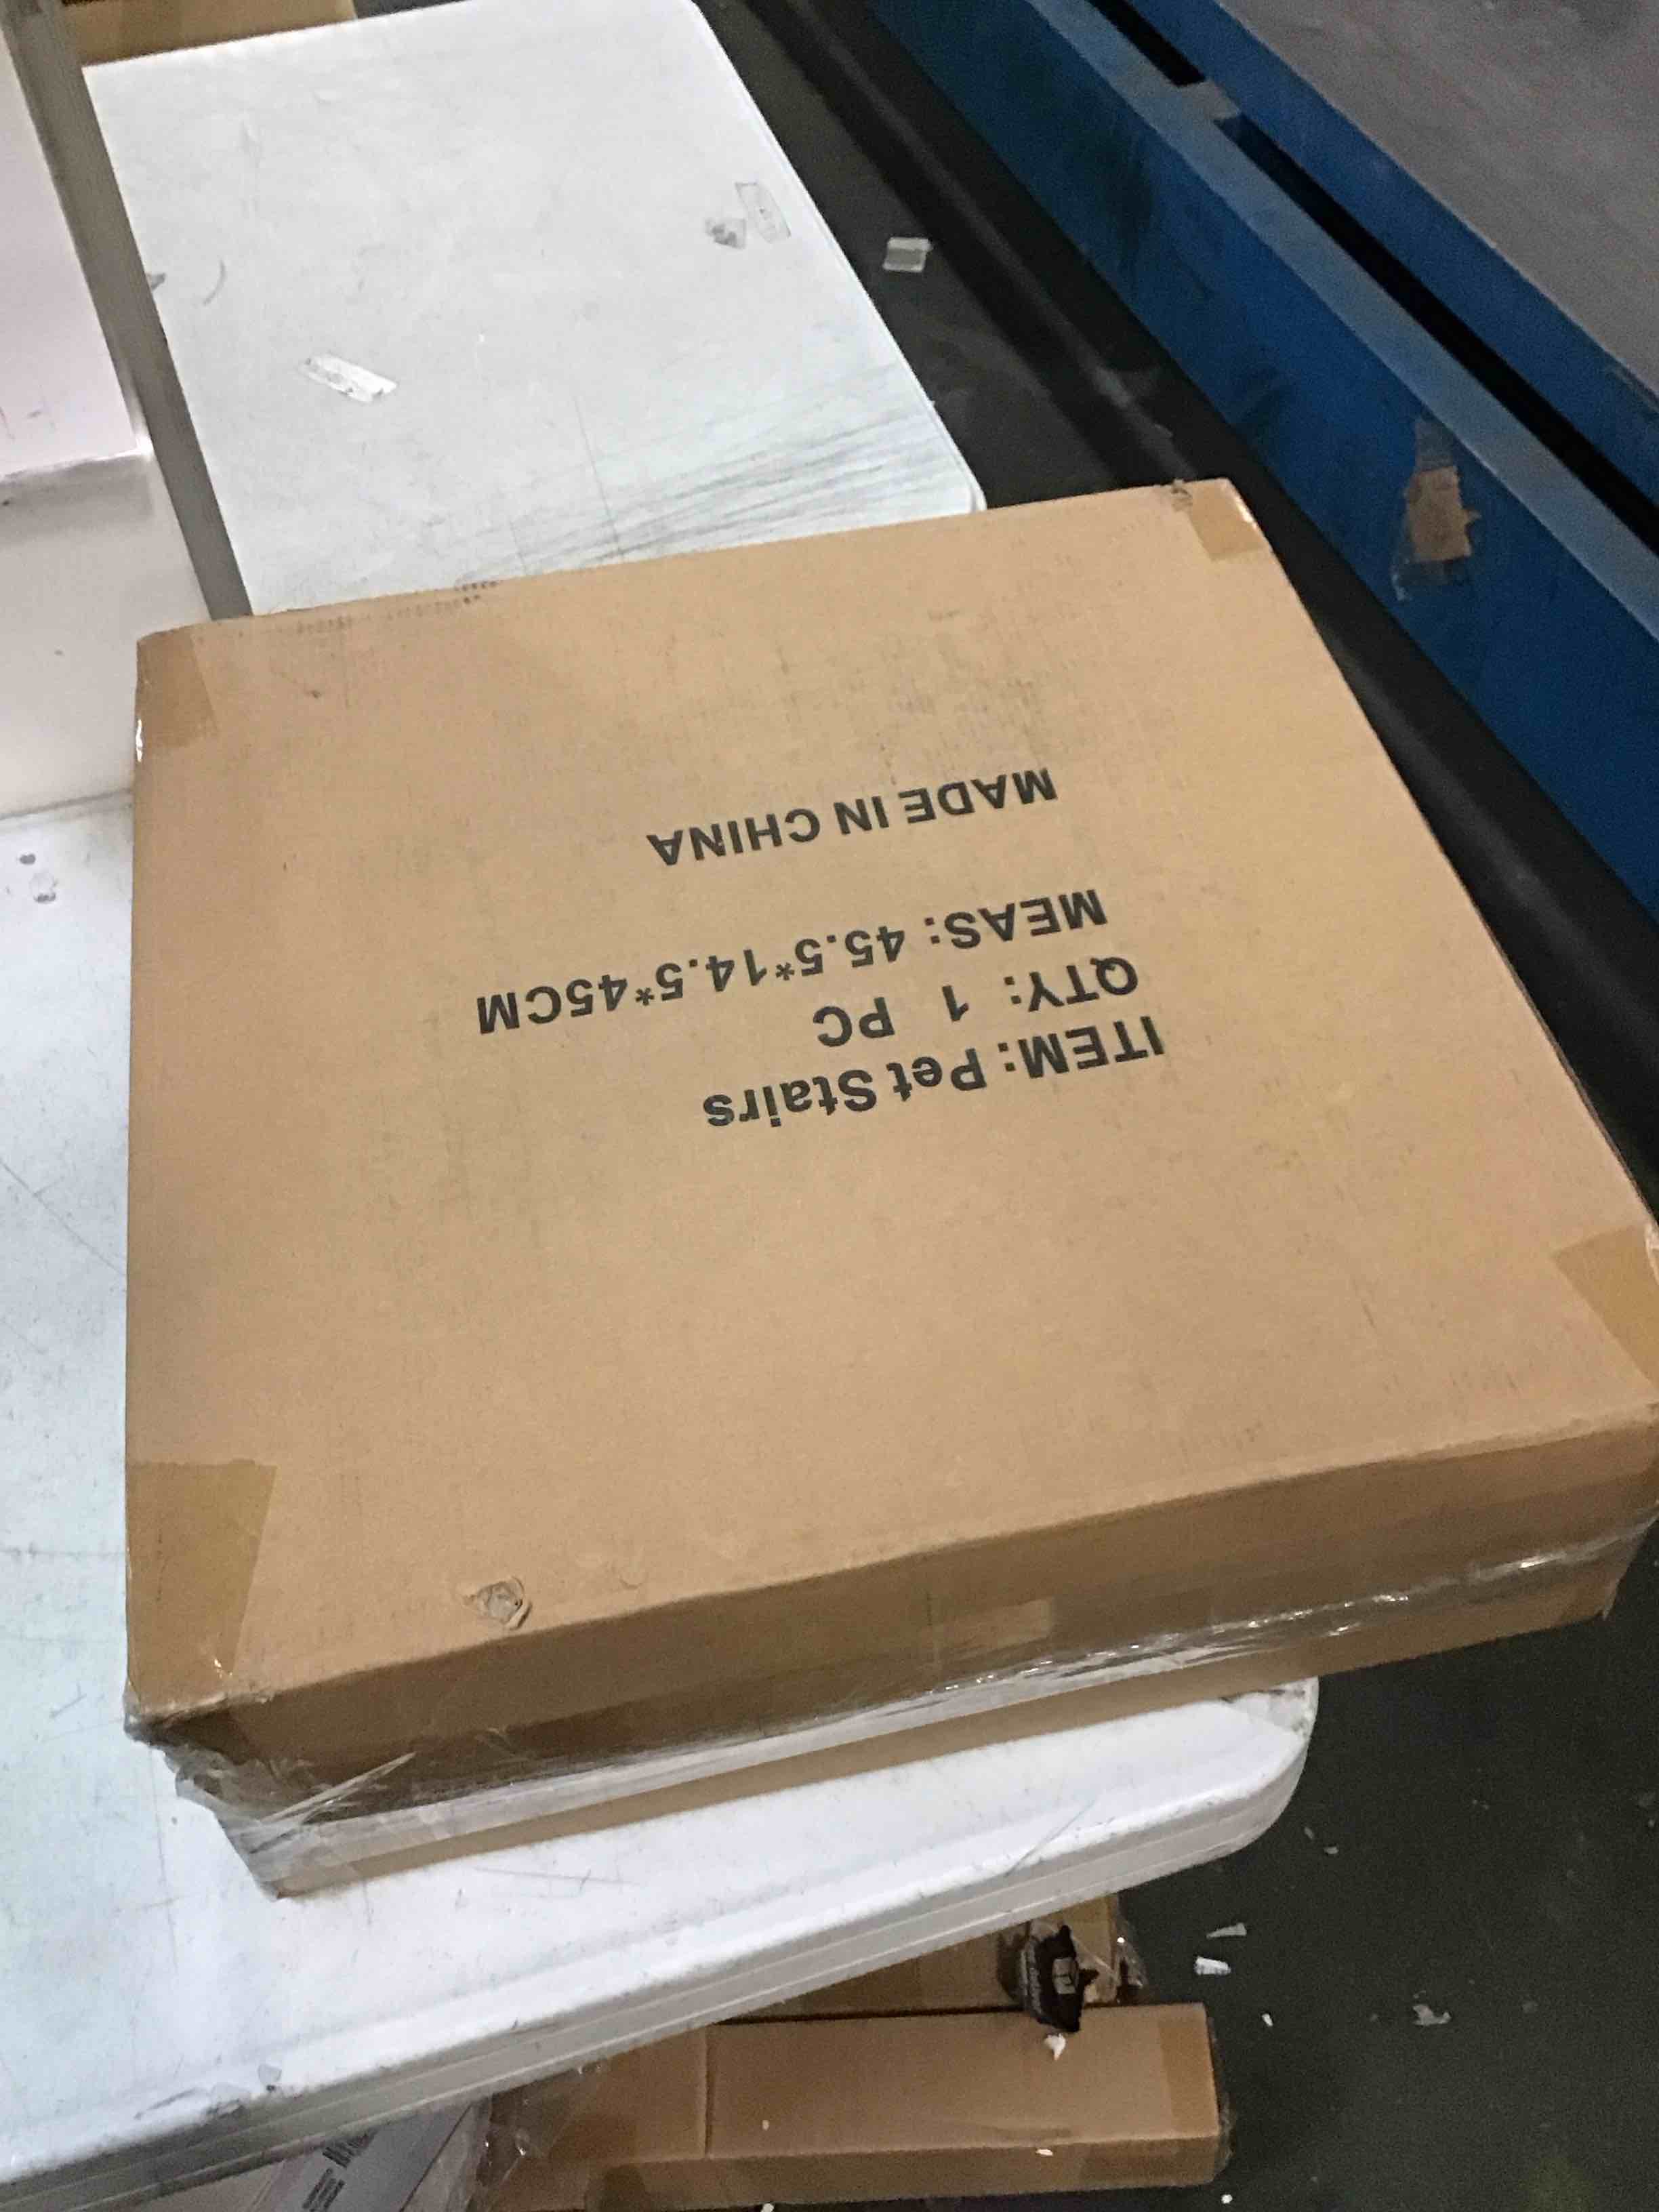 ITEM: Pet Stairs
QTY: 1 PC
MEAS: 45.5*14.5*45CM
MADE IN CHINA